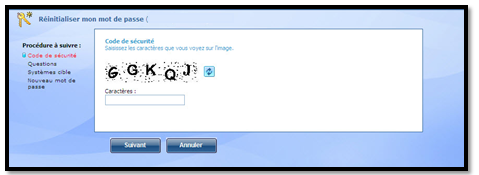 Réinitialiser mon mot de passe (
Procédure à suivre :
Code de sécurité
Questions
Systèmes cible
Nouveau mot de
passe
Code de sécurité
Saisissez les caractères que vous voyez sur l'image.
G G K Q J
Caractères :
Suivant
Annuler